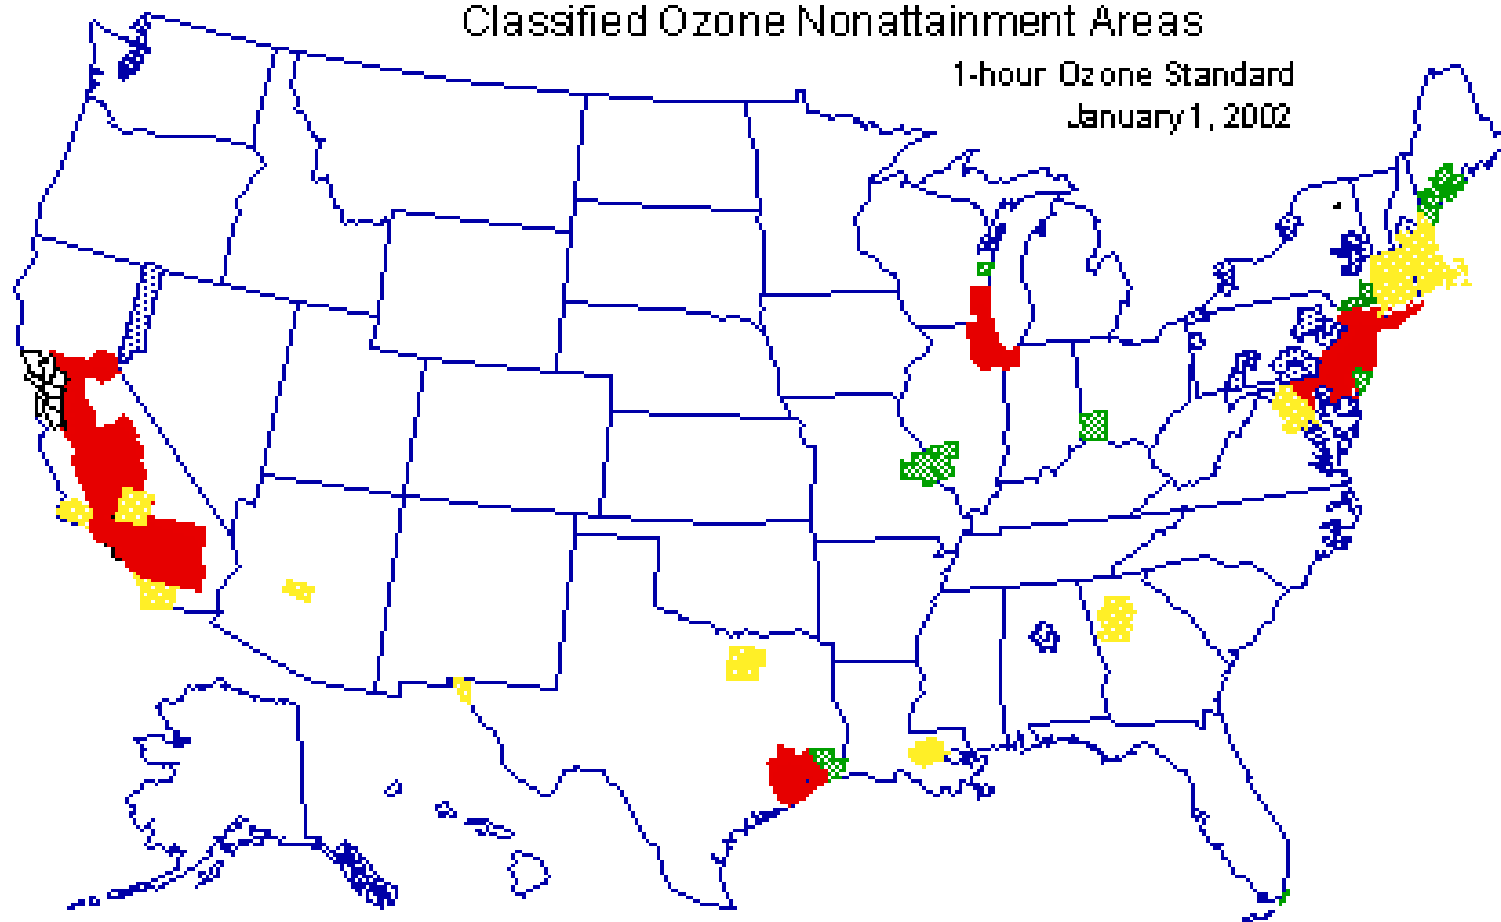 Classified Ozone Nonattainment Areas
1-hour Ozone Standard
January 1, 2002